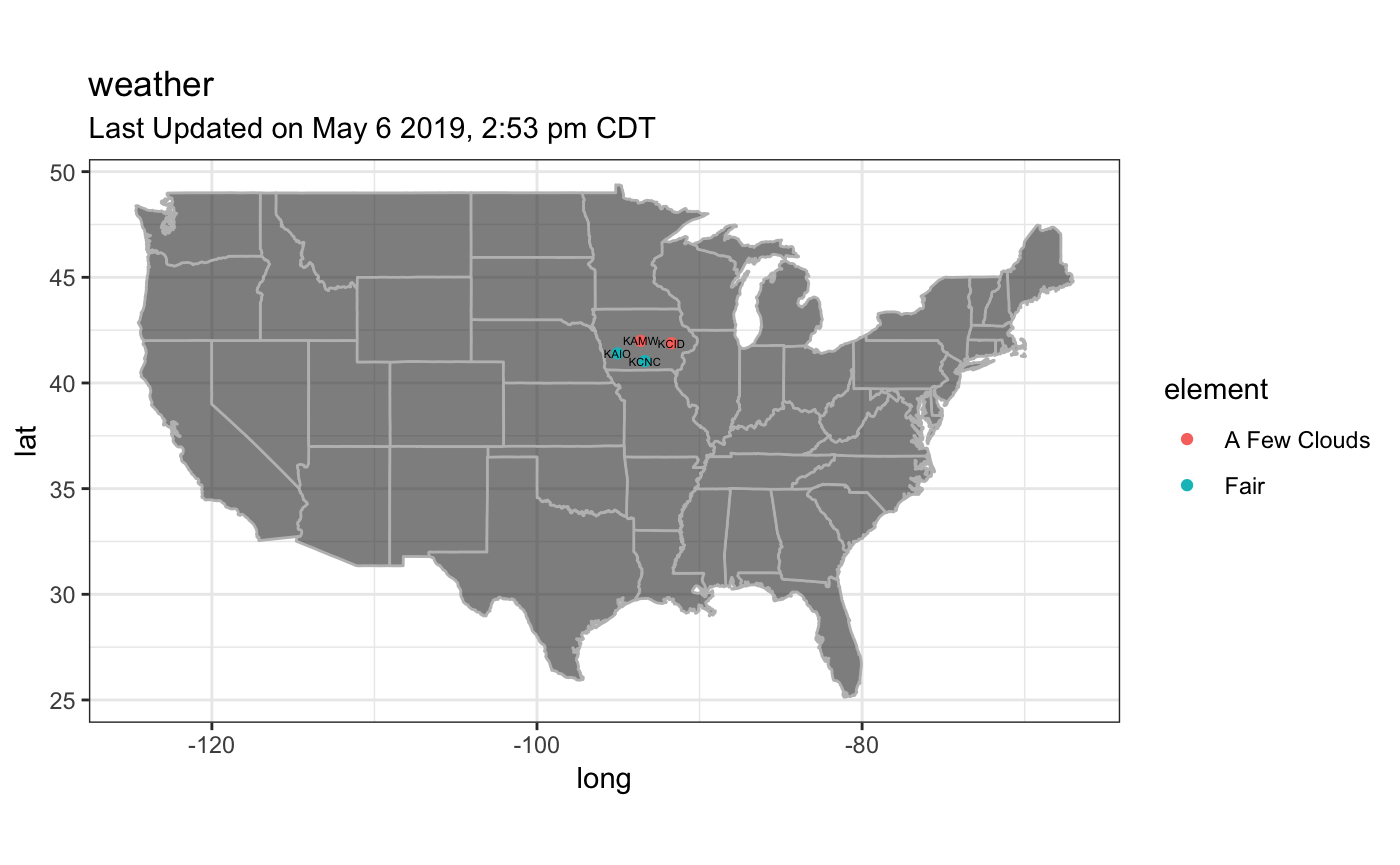 weather
Last Updated on May 6 2019, 2:53 pm CDT
50
45
40
35
30
25
lat
KAMW
KCID
KAIO
KCNC
-120
-100
-80
long
element
A Few Clouds
Fair